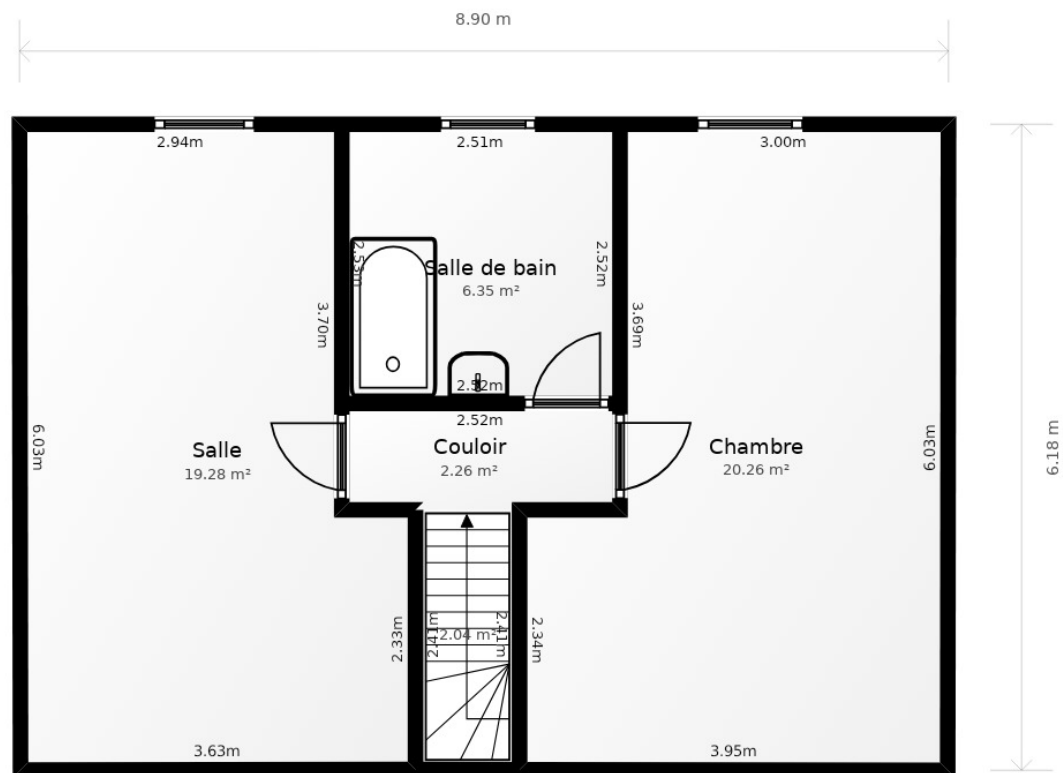 8.90 m
2.94m
2.51m
3.00m
2.53m
2.52m
Salle de bain
6.35 m²
3.70m
3.69m
2.52m
2.52m
6.03m
Salle
19.28 m²
Couloir
2.26 m²
Chambre
20.26 m²
6.03m
6.18 m
2.33m
2.41m
2.04 m²
2.41m
2.34m
3.63m
3.95m